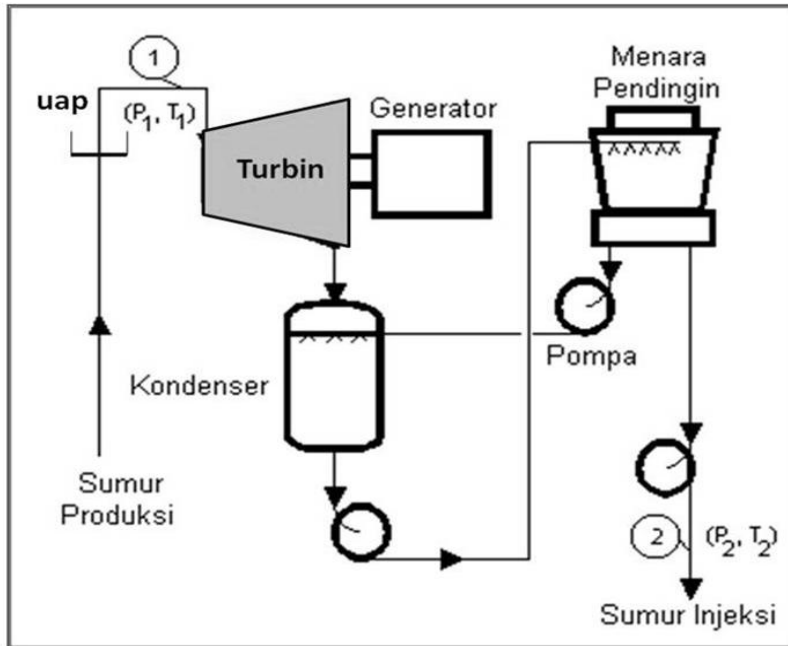 1
uap
(P₁, T₁)
Turbin
Generator
Menara
Pendingin
Pompa
Kondenser
Sumur
Produksi
2
(P₂, T₂)
Sumur Injeksi